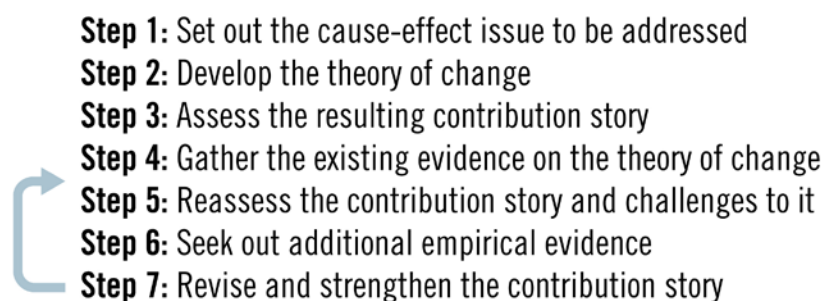 Step 1: Set out the cause-effect issue to be addressed
Step 2: Develop the theory of change
Step 3: Assess the resulting contribution story
Step 4: Gather the existing evidence on the theory of change
Step 5: Reassess the contribution story and challenges to it
Step 6: Seek out additional empirical evidence
Step 7: Revise and strengthen the contribution story